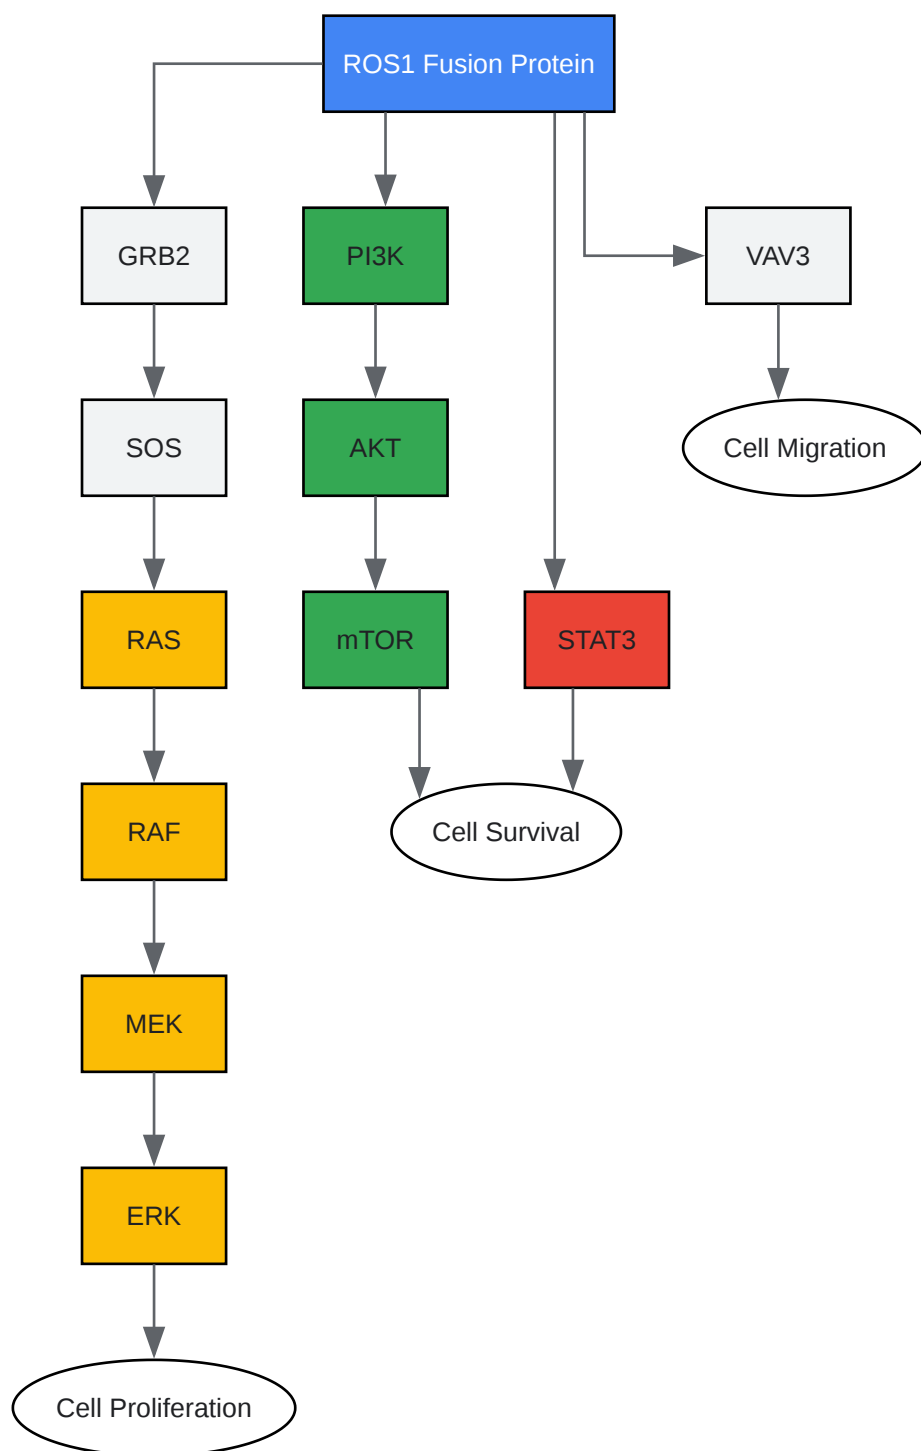 ROS1 Fusion Protein
GRB2
PI3K
VAV3
SOS
AKT
Cell Migration
RAS
mTOR
STAT3
RAF
Cell Survival
MEK
ERK
Cell Proliferation